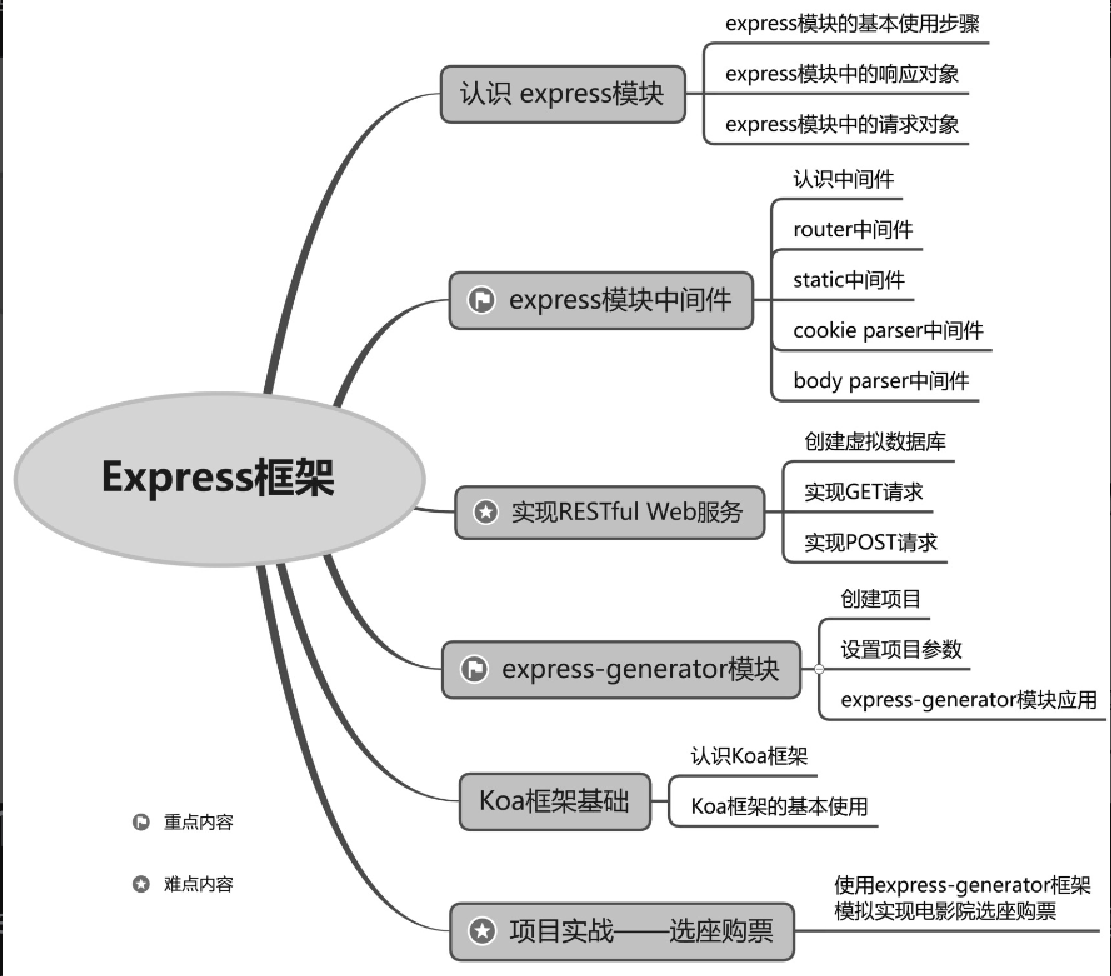 express模块的基本使用步骤
认识 express模块
express模块中的响应对象
express模块中的请求对象
认识中间件
router中间件
express模块中间件
static中间件
cookie parser中间件
body parser中间件
Express框架
创建虚拟数据库
实现RESTful Web服务
实现GET请求
实现POST请求
创建项目
express-generator模块
设置项目参数
express-generator模块应用
认识Koa框架
Koa框架基础
Koa框架的基本使用
重点内容
难点内容
项目实战——选座购票
使用express-generator框架
模拟实现电影院选座购票